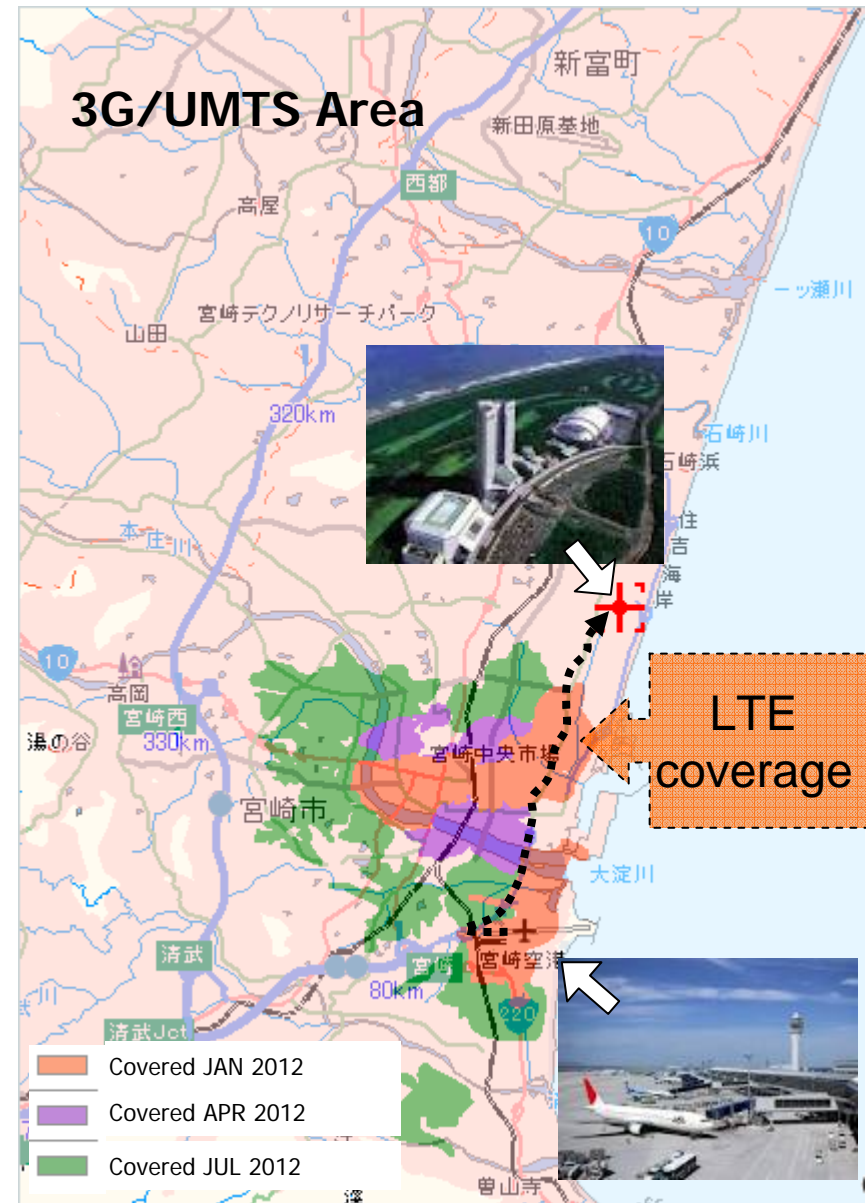 新富町
3G/UMTS Area
新田原基地
西都
高屋
10
一ッ瀬川
宮崎テクノリサーチパーク
山田
320km
石崎川
石崎浜
本庄川
住吉海岸
10
高岡
宮崎西
湯の谷
330km
LTE
coverage
宮崎中央市場
宮崎市
大淀川
清武
宮崎
宮崎空港
80km
川
220
清武Jct
Covered JAN 2012
Covered APR 2012
Covered JUL 2012
曽山寺